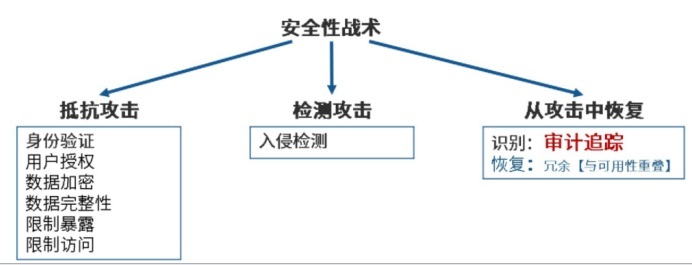 安全性战术
抵抗攻击
身份验证
用户授权
数据加密
数据完整性
限制暴露
限制访问
检测攻击
入侵检测
从攻击中恢复
识别：审计追踪
恢复：冗余【与可用性重叠】